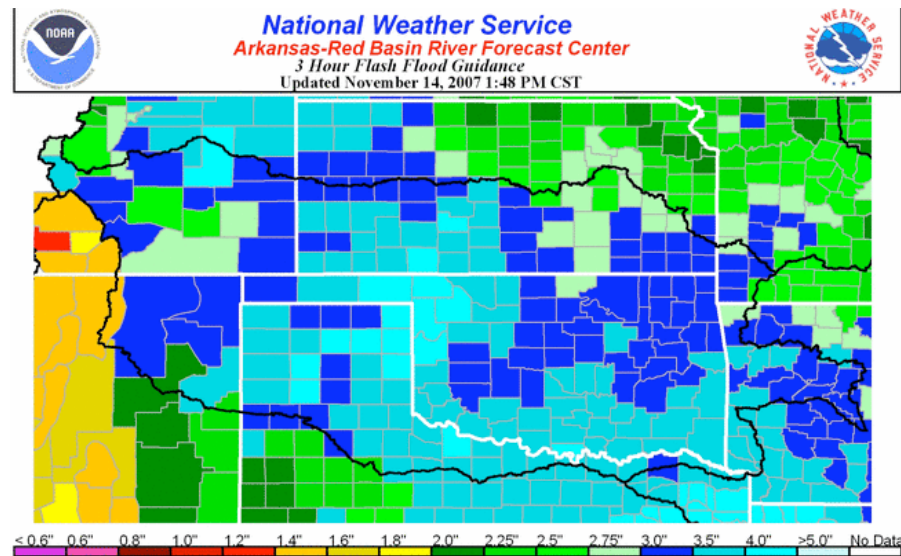 National Weather Service
Arkansas-Red Basin River Forecast Center
3 Hour Flash Flood Guidance
Updated November 14, 2007 1:48 PM CST
NOAA
NATIONAL WEATHER SERVICE
< 0.6" 0.6" 0.8" 1.0" 1.2" 1.4" 1.6" 1.8" 2.0" 2.25" 2.5" 2.75" 3.0" 3.5" 4.0" >5.0" No Data